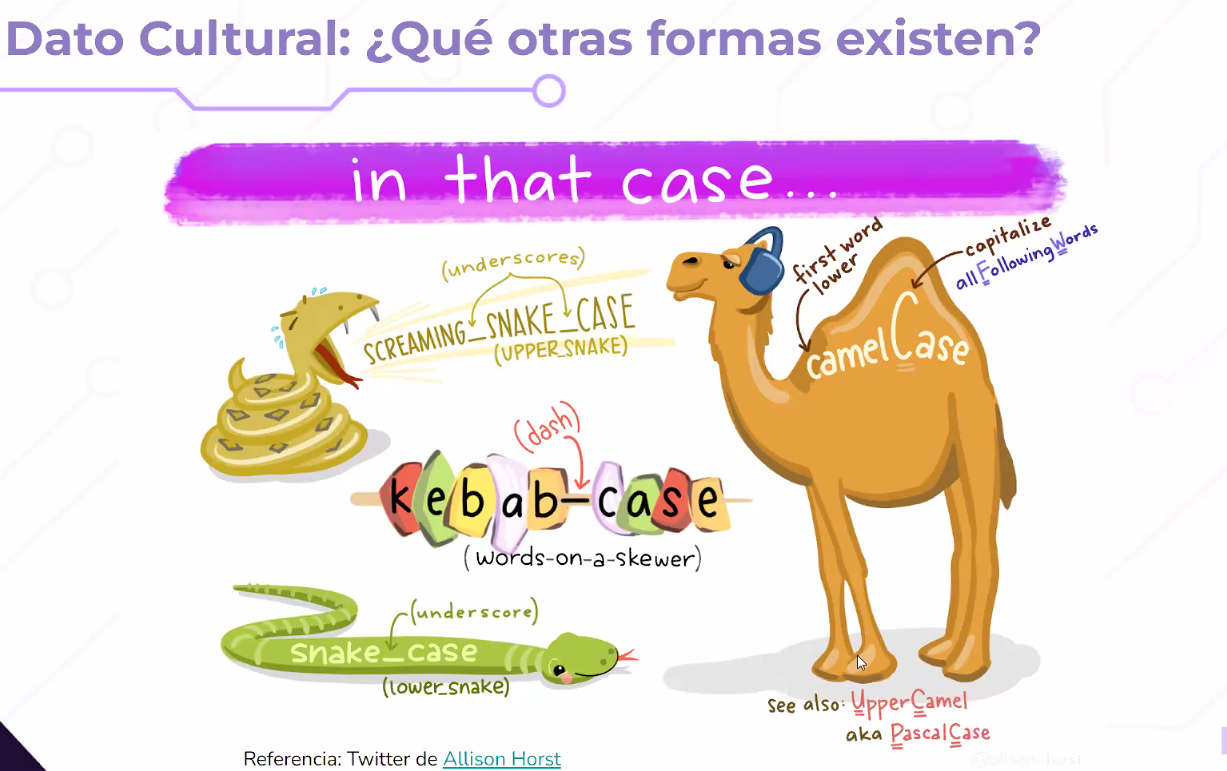 Dato Cultural: ¿Qué otras formas existen?
in that case...
(underscores)
SCREAMING_SNAKE_CASE
(UPPER_SNAKE)
first word
lower
capitalize
allFollowingWords
camelCase
(dash)
kebab-case
(words-on-a-skewer)
(underscore)
snake_case
(lower_snake)
see also: UpperCamel
aka PascalCase
Referencia: Twitter de Allison Horst
@allison_horst